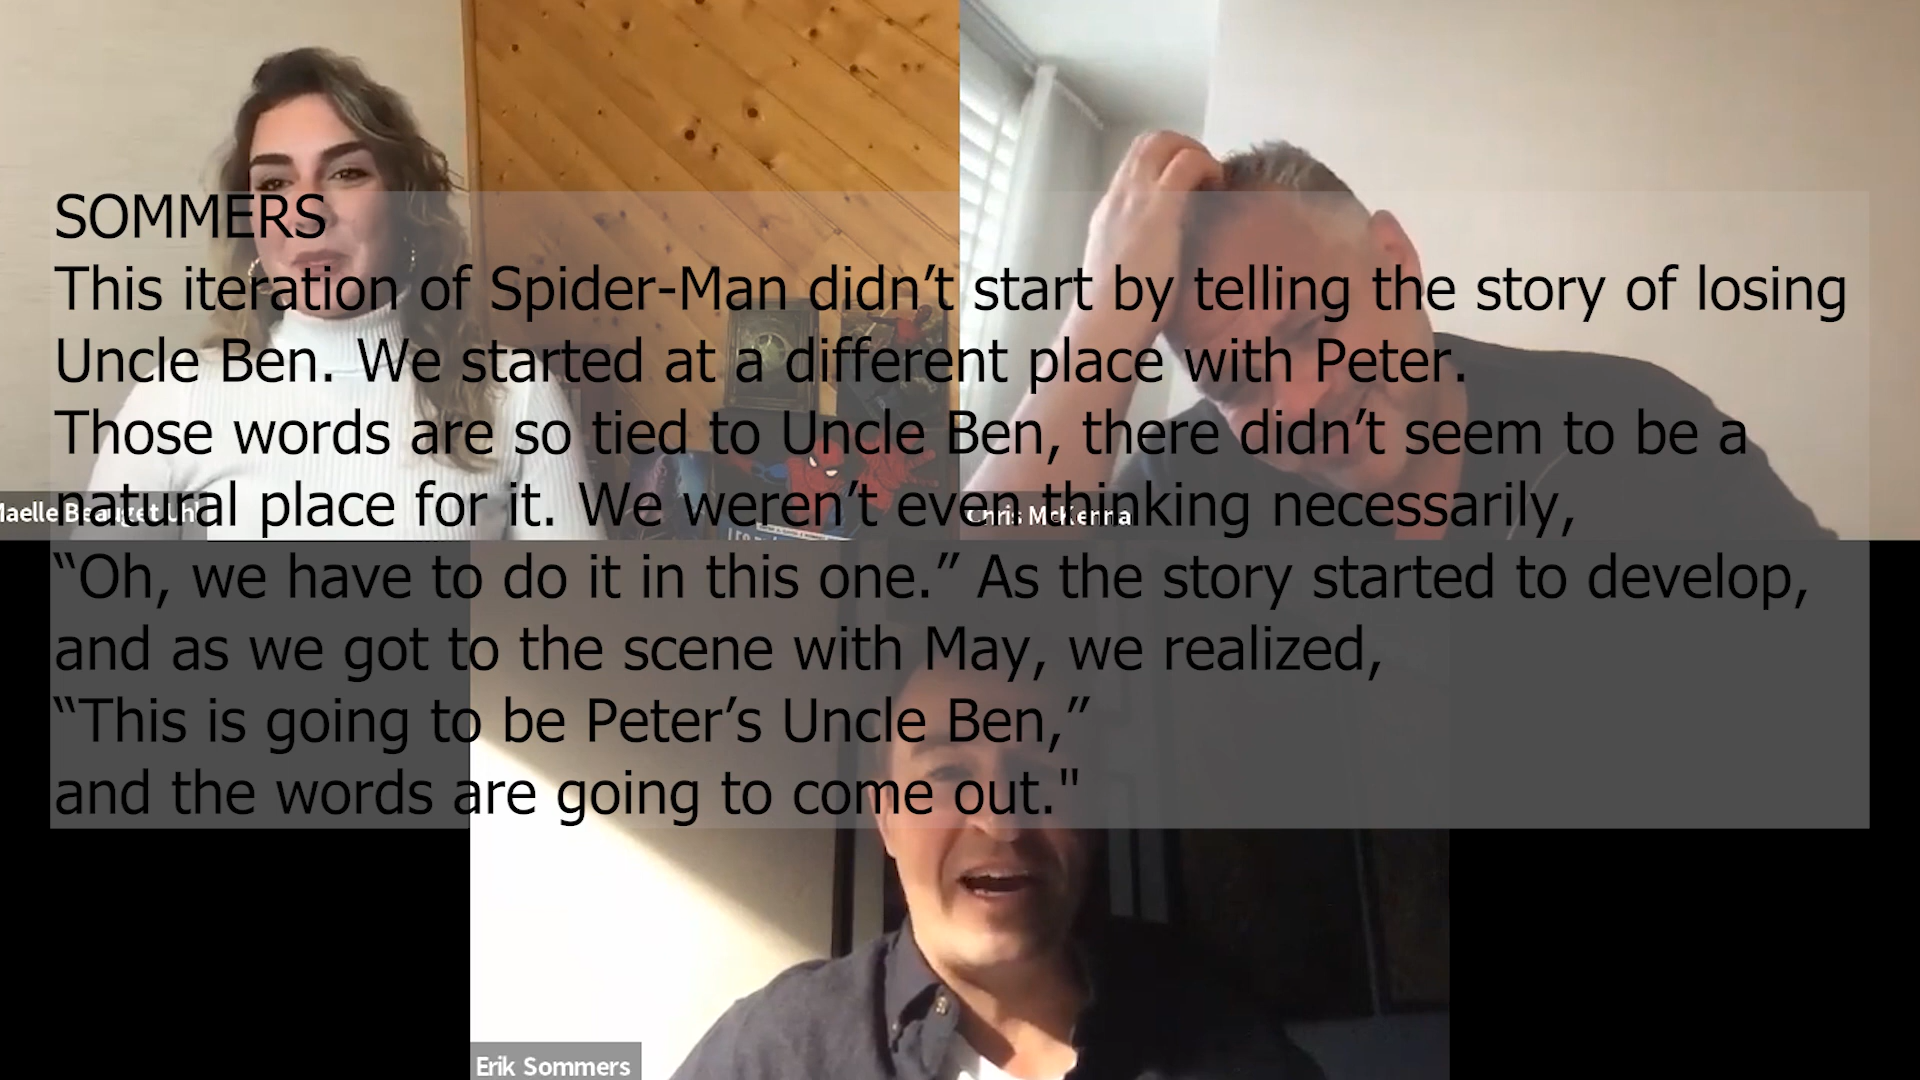 SOMMERS
This iteration of Spider-Man didn’t start by telling the story of losing
Uncle Ben. We started at a different place with Peter.
Those words are so tied to Uncle Ben, there didn’t seem to be a
natural place for it. We weren’t even thinking necessarily,
“Oh, we have to do it in this one.” As the story started to develop,
and as we got to the scene with May, we realized,
“This is going to be Peter’s Uncle Ben,”
and the words are going to come out."
Maelle Beauget
Chris McKenna
Erik Sommers